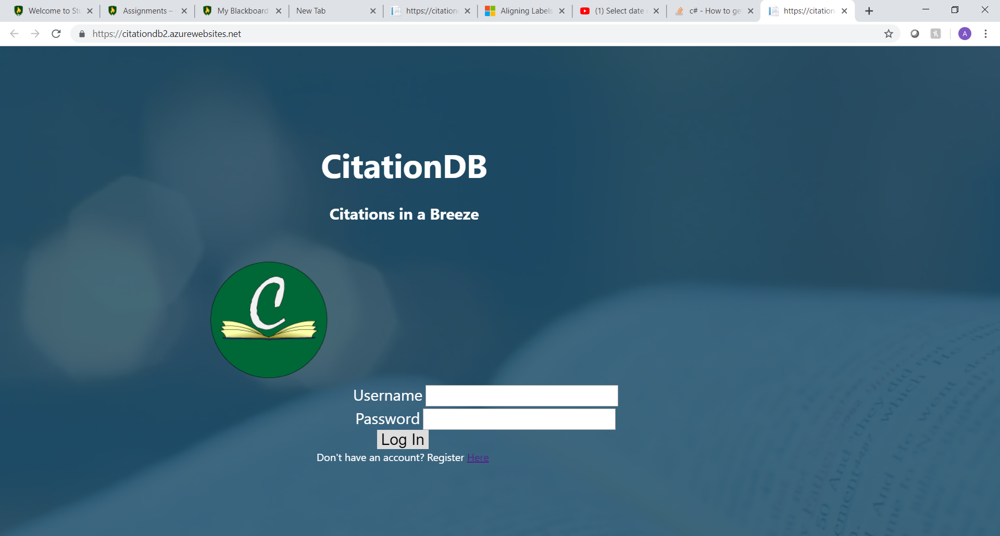 Welcome to Stu
Assignments –
My Blackboard
New Tab
https://citation
Aligning Labels
(1) Select date
c# - How to ge
https://citation
https://citationdb2.azurewebsites.net
A
CitationDB
Citations in a Breeze
C
Username
Password
Log In
Don't have an account? Register Here